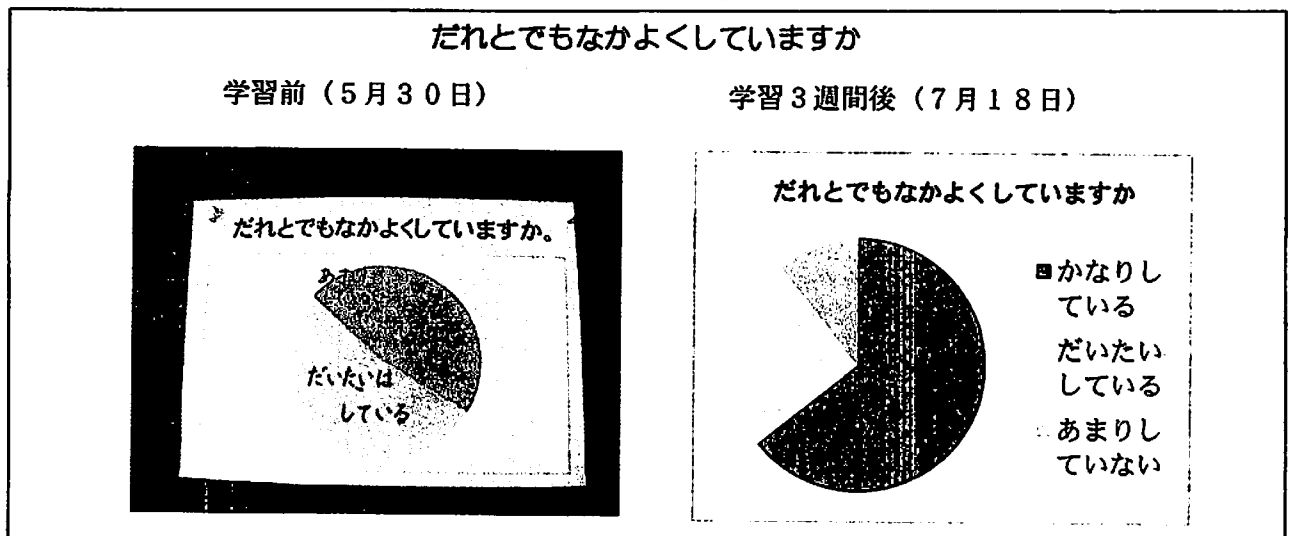 だれとでもなかよくしていますか
学習前(5月30日)
学習3週間後(7月18日)
だれとでもなかよくしていますか。
だいたいは
している
だれとでもなかよくしていますか
かなりし
ている
だいたい
している
あまりし
ていない